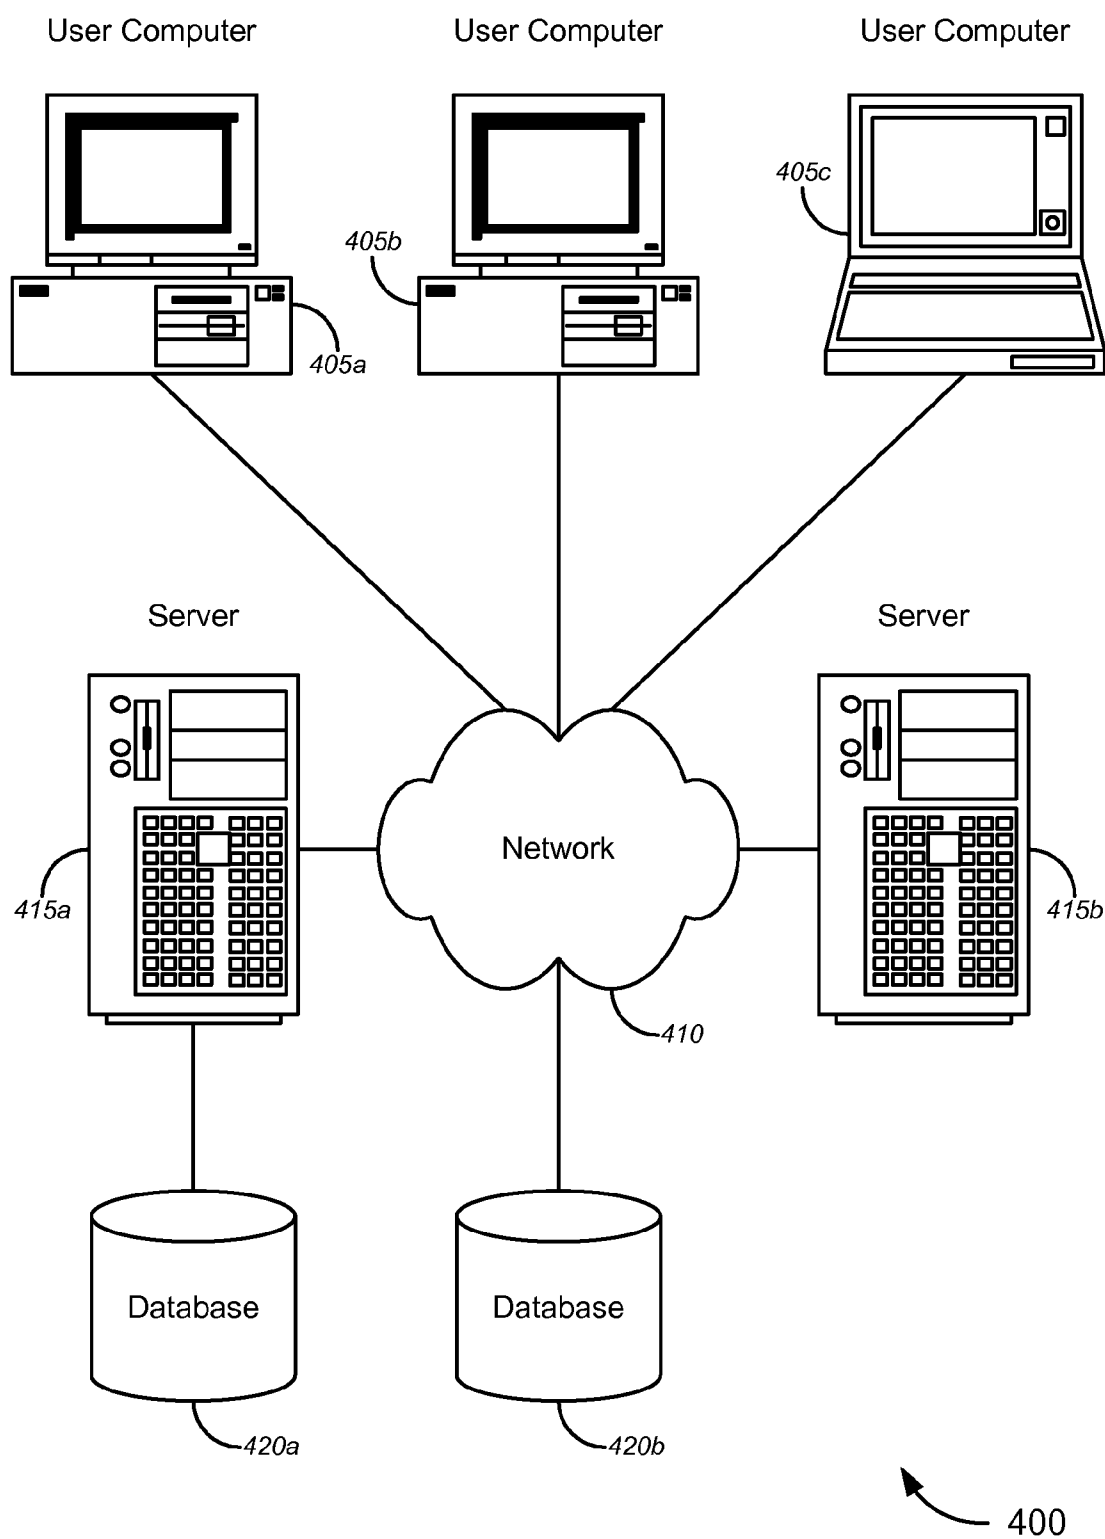 User Computer
User Computer
User Computer
405a
405b
405c
Server
Server
Network
415a
415b
410
Database
Database
420a
420b
400